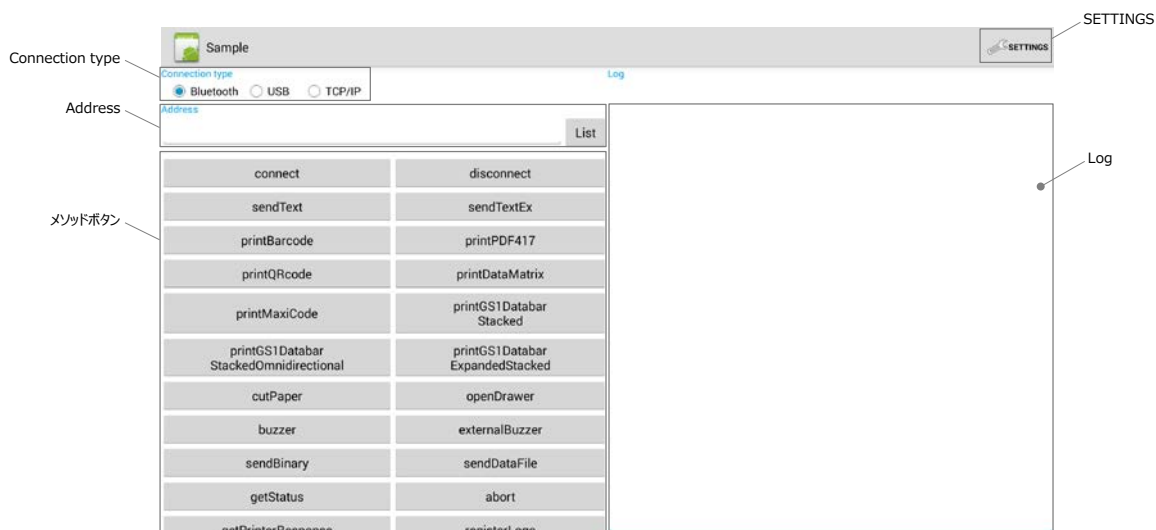 SETTINGS
Sample
SETTINGS
Connection type
Connection type
Log
Bluetooth USB TCP/IP
Address
Address
List
Log
connect disconnect
sendText sendTextEx
メソッドボタン
printBarcode printPDF417
printQRcode printDataMatrix
printMaxiCode
printGS1Databar
Stacked
printGS1Databar
StackedOmnidirectional
printGS1Databar
ExpandedStacked
cutPaper openDrawer
buzzer externalBuzzer
sendBinary sendDataFile
getStatus abort
getPrinterResponse registerLogo